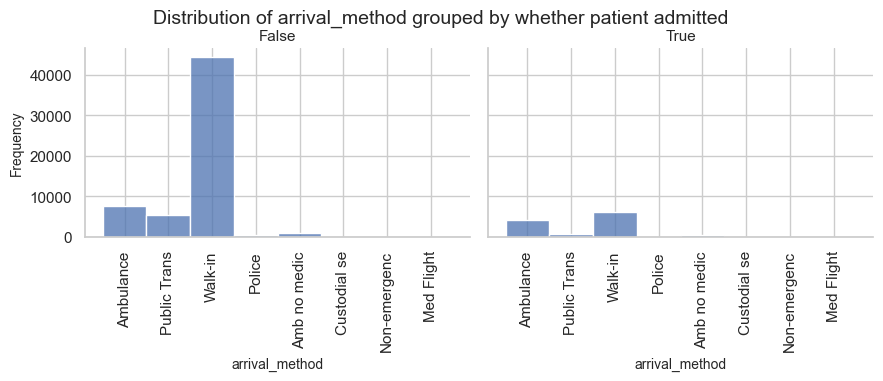 Distribution of arrival_method grouped by whether patient admitted
False
True
Frequency
40000
30000
20000
10000
0
Ambulance
Public Trans
Walk-in
Police
Amb no medic
Custodial se
Non-emergenc
Med Flight
Ambulance
Public Trans
Walk-in
Police
Amb no medic
Custodial se
Non-emergenc
Med Flight
arrival_method
arrival_method